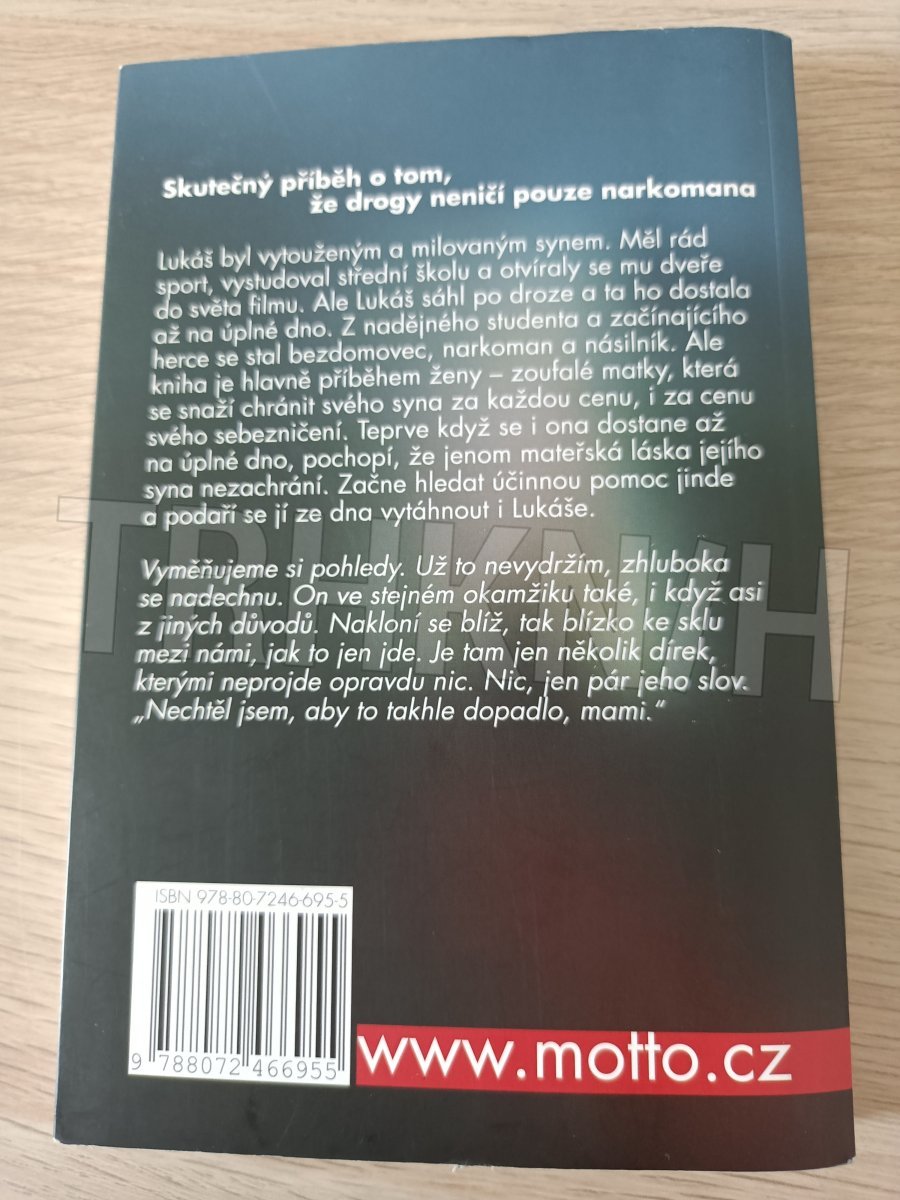 Skutečný příběh o tom,
že drogy neničí pouze narkomana
Lukáš byl vytouženým a milovaným synem. Měl rád
sport, vystudoval střední školu a otvíraly se mu dveře
do světa filmu. Ale Lukáš sáhl po droze a ta ho dostala
až na úplné dno. Z nadějného studenta a začínajícího
herce se stal bezdomovec, narkoman a násilník. Ale
kniha je hlavně příběhem ženy – zoufalé matky, která
se snaží chránit svého syna za každou cenu, i za cenu
svého sebezničení. Teprve když se i ona dostane až
na úplné dno, pochopí, že jenom mateřská láska jejího
syna nezachrání. Začne hledat účinnou pomoc jinde
a podaří se jí ze dna vytáhnout i Lukáše.
Vyměňujeme si pohledy. Už to nevydržím, zhluboka
se nadechnu. On ve stejném okamžiku také, i když asi
z jiných důvodů. Nakloní se blíž, tak blízko ke sklu
mezi námi, jak to jen jde. Je tam jen několik dírek,
kterými neprojde opravdu nic. Nic, jen pár jeho slov.
„Nechtěl jsem, aby to takhle dopadlo, mami.“
TRHKNIH
ISBN 978-80-7246-695-5
9 788072 466955
www.motto.cz